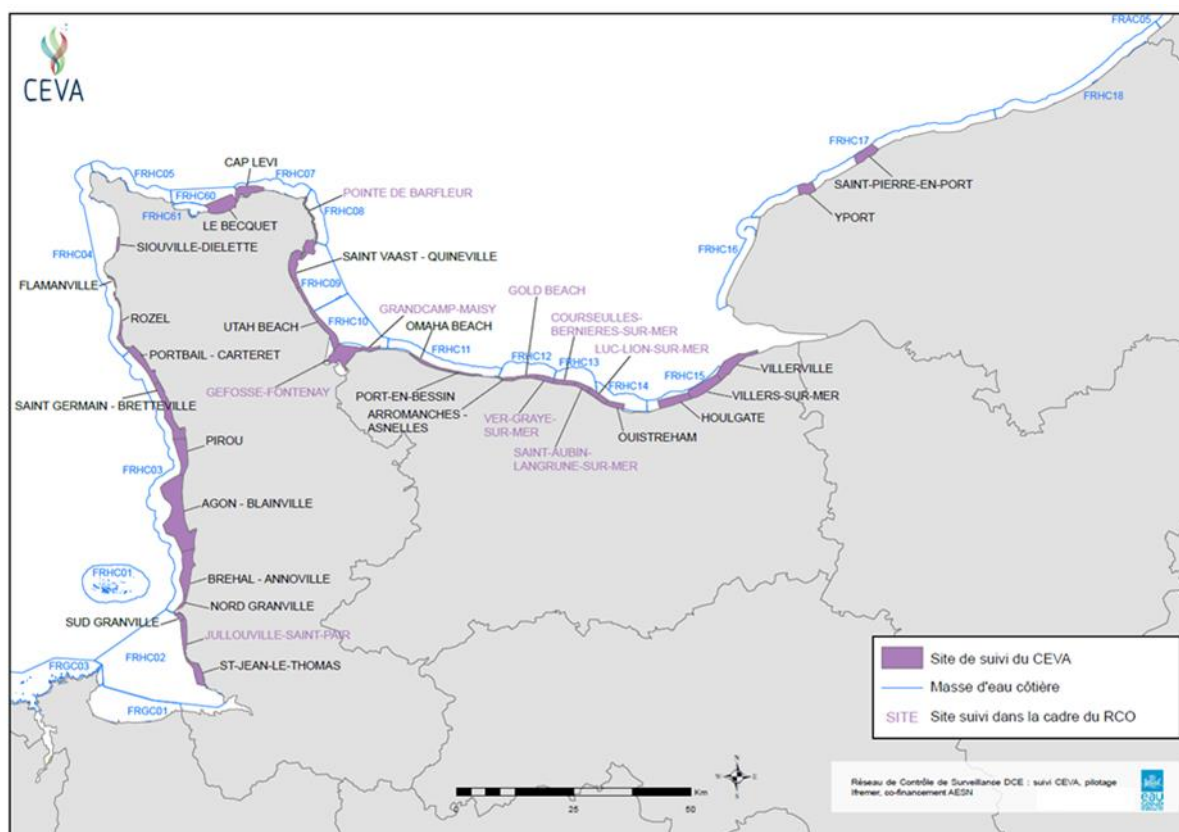 CEVA
FRAC05
FRHC18
FRHC17
SAINT-PIERRE-EN-PORT
YPORT
FRHC16
CAP LEVI
FRHC05
FRHC07
FRHC60
POINTE DE BARFLEUR
FRHC61
LE BECQUET
FRHC08
SIOUVILLE-DIELETTE
FRHC04
SAINT VAAST - QUINEVILLE
FLAMANVILLE
FRHC09
GOLD BEACH
GRANDCAMP-MAISY
COURSEULLES-
BERNIERES-SUR-MER
ROZEL
UTAH BEACH
FRHC10
OMAHA BEACH
LUC-LION-SUR-MER
PORTBAIL - CARTERET
FRHC11
FRHC12
FRHC13
FRHC14
FRHC15
VILLERVILLE
GEFOSSE-FONTENAY
PORT-EN-BESSIN
VILLERS-SUR-MER
SAINT GERMAIN - BRETTEVILLE
ARROMANCHES -
ASNELLES
VER-GRAYE-
SUR-MER
HOULGATE
OUISTREHAM
PIROU
SAINT-AUBIN-
LANGRUNE-SUR-MER
FRHC03
AGON - BLAINVILLE
FRHC01
BREHAL - ANNOVILLE
NORD GRANVILLE
SUD GRANVILLE
JULLOUVILLE-SAINT-PAIR
FRHC02
FRGC03
ST-JEAN-LE-THOMAS
FRGC01
Site de suivi du CEVA
Masse d'eau côtière
SITE Site suivi dans la cadre du RCO
N
W E
S
0 25 50
Km
Réseau de Contrôle de Surveillance DCE : suivi CEVA, pilotage
Ifremer, co-financement AESN
eau